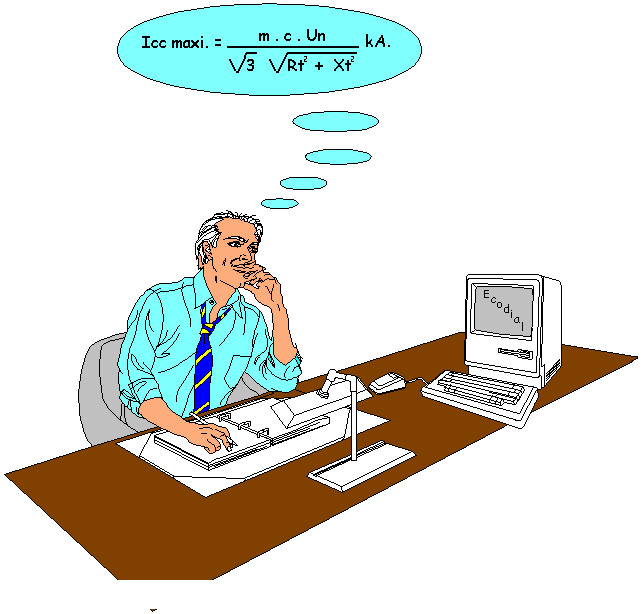 Icc maxi. = m . c . Un / √3 √Rt² + Xt² kA.
Ecodial